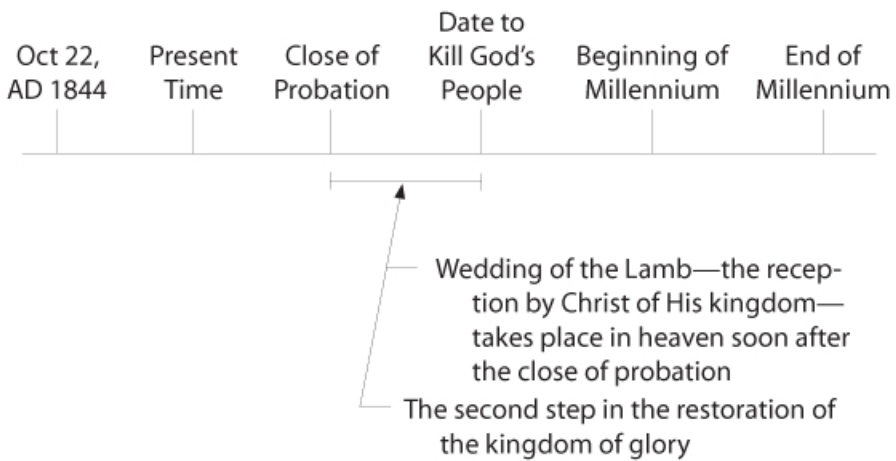 Oct 22,
AD 1844
Present
Time
Close of
Probation
Date to
Kill God's
People
Beginning of
Millennium
End of
Millennium
Wedding of the Lamb—the recep-
tion by Christ of His kingdom—
takes place in heaven soon after
the close of probation
The second step in the restoration of
the kingdom of glory